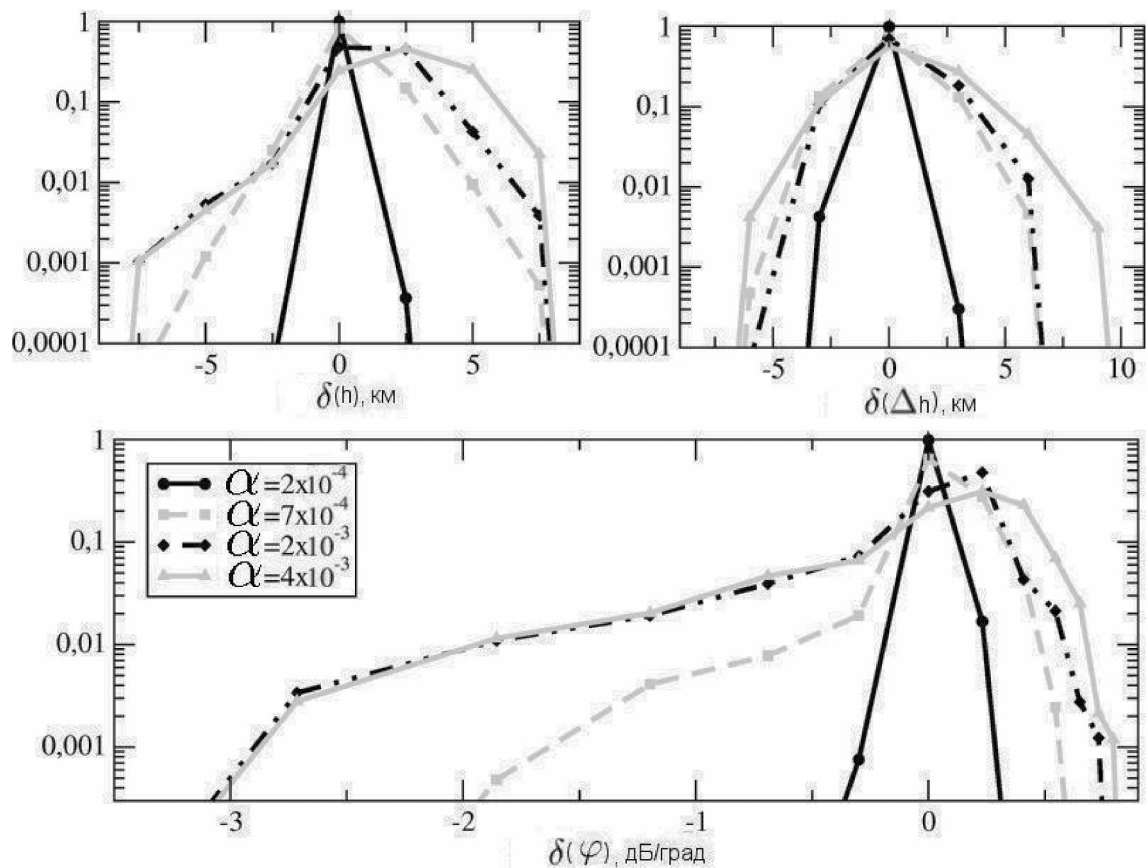 1
0,1
0,01
0,001
0,0001
-5 0 5
δ(h), км
1
0,1
0,01
0,001
0,0001
-5 0 5 10
δ(Δh), км
1
0,1
0,01
0,001
α=2x10⁻⁴
α=7x10⁻⁴
α=2x10⁻³
α=4x10⁻³
-3 -2 -1 0
δ(φ), дБ/град